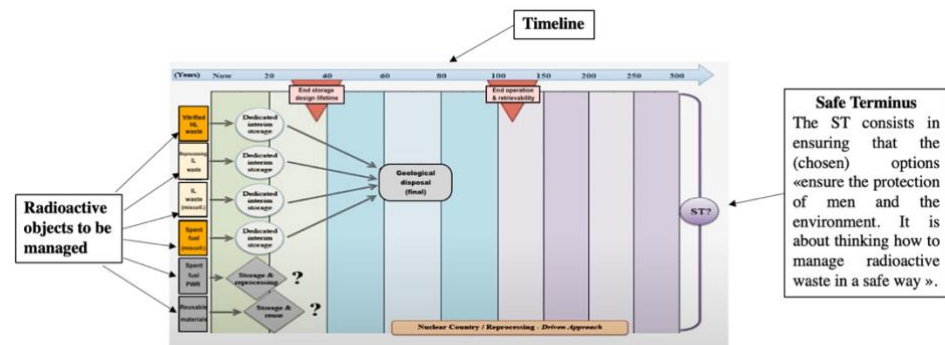 Timeline
(Years)
Now
20
40
60
80
100
150
200
250
300
End storage
design lifetime
End operation
& retrievability
Vitrified
HL
waste
Dedicated
interim
storage
Reprocessing
IL
waste
Dedicated
interim
storage
IL
waste
(miscell.)
Dedicated
interim
storage
Spent
fuel
(miscell.)
Dedicated
interim
storage
Spent
fuel
PWR
Storage &
reprocessing
?
Reusable
materials
Storage &
reuse
?
Geological
disposal
(final)
ST?
Nuclear Country / Reprocessing - Driven Approach
Radioactive
objects to be
managed
Safe Terminus
The ST consists in
ensuring that the
(chosen) options
«ensure the protection
of men and the
environment. It is
about thinking how to
manage radioactive
waste in a safe way ».